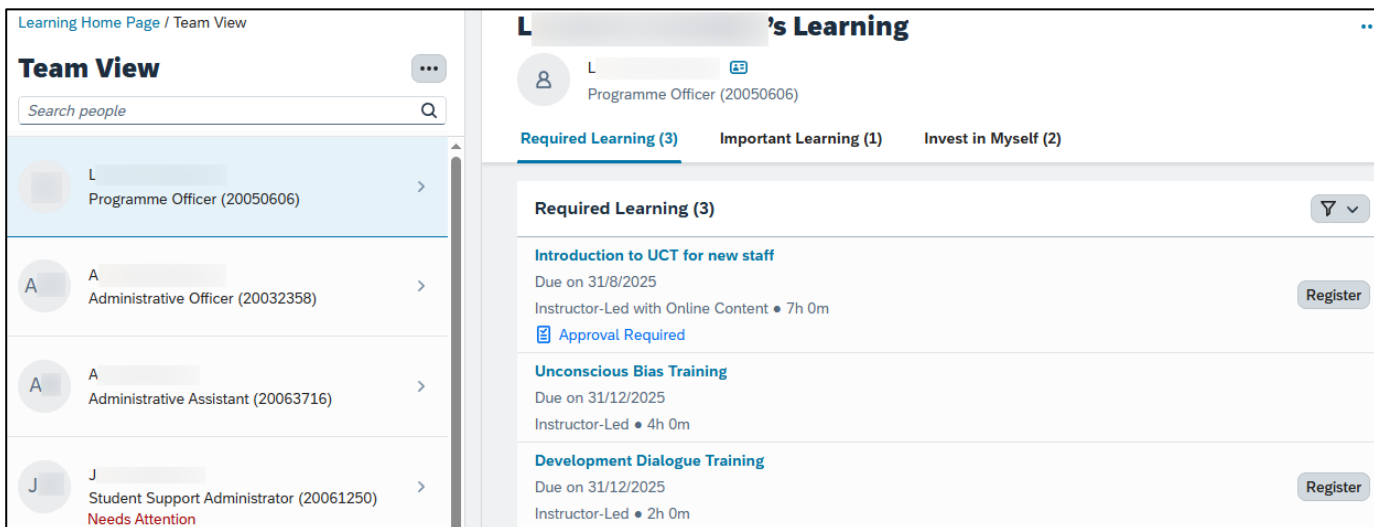 Learning Home Page / Team View
Team View
Search people
L
Programme Officer (20050606)
A
A
Administrative Officer (20032358)
A
A
Administrative Assistant (20063716)
J
J
Student Support Administrator (20061250)
Needs Attention
L 's Learning
L
Programme Officer (20050606)
Required Learning (3) Important Learning (1) Invest in Myself (2)
Required Learning (3)
Introduction to UCT for new staff
Due on 31/8/2025
Instructor-Led with Online Content • 7h 0m
Register
Approval Required
Unconscious Bias Training
Due on 31/12/2025
Instructor-Led • 4h 0m
Development Dialogue Training
Due on 31/12/2025
Register
Instructor-Led • 2h 0m